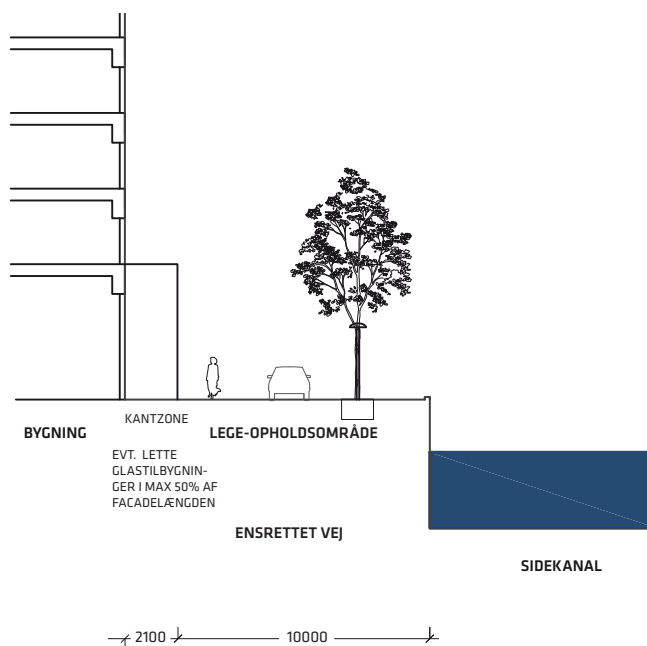 KANTZONE
BYGNING
LEGE-OPHOLDSOMRÅDE
EVT. LETTE
GLASTILBYGNIN-
GER I MAX 50% AF
FACADELÆNGDEN
ENSRETTET VEJ
SIDEKANAL
2100
10000